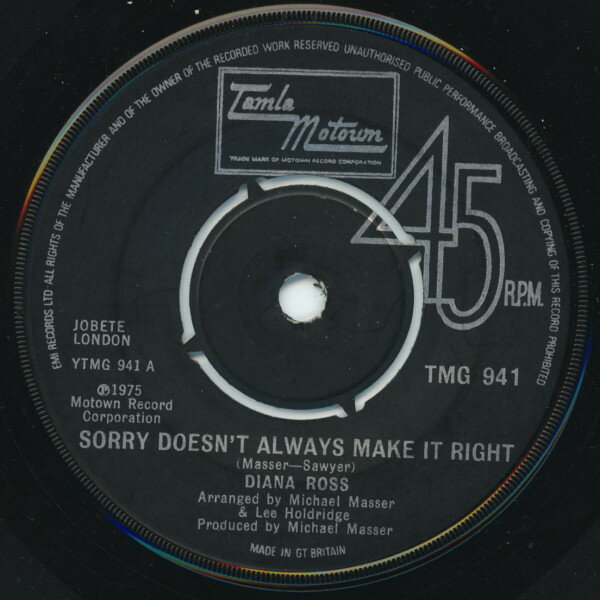 EMI RECORDS LTD ALL RIGHTS OF THE MANUFACTURER AND OF THE OWNER OF THE RECORDED WORK RESERVED UNAUTHORISED PUBLIC PERFORMANCE BROADCASTING AND COPYING OF THIS RECORD PROHIBITED
Tamla
Motown
TRADE MARK OF MOTOWN RECORD CORPORATION
45
R.P.M.
JOBETE
LONDON
YTMG 941 A
℗1975
Motown Record
Corporation
TMG 941
SORRY DOESN'T ALWAYS MAKE IT RIGHT
(Masser—Sawyer)
DIANA ROSS
Arranged by Michael Masser
& Lee Holdridge
Produced by Michael Masser
MADE IN GT BRITAIN